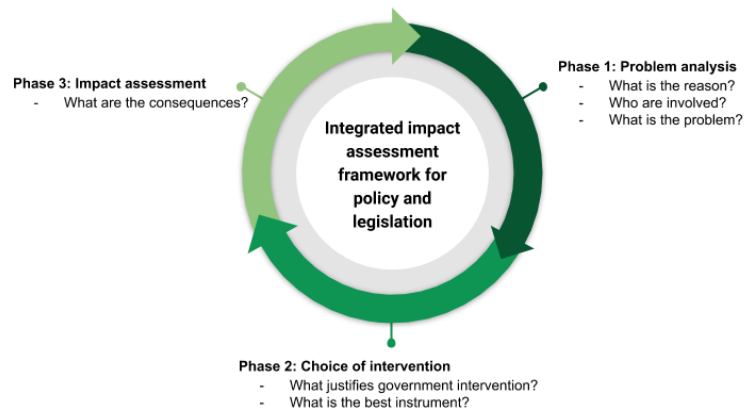 Phase 3: Impact assessment
- What are the consequences?
Phase 1: Problem analysis
- What is the reason?
- Who are involved?
- What is the problem?
Integrated impact
assessment
framework for
policy and
legislation
Phase 2: Choice of intervention
- What justifies government intervention?
- What is the best instrument?